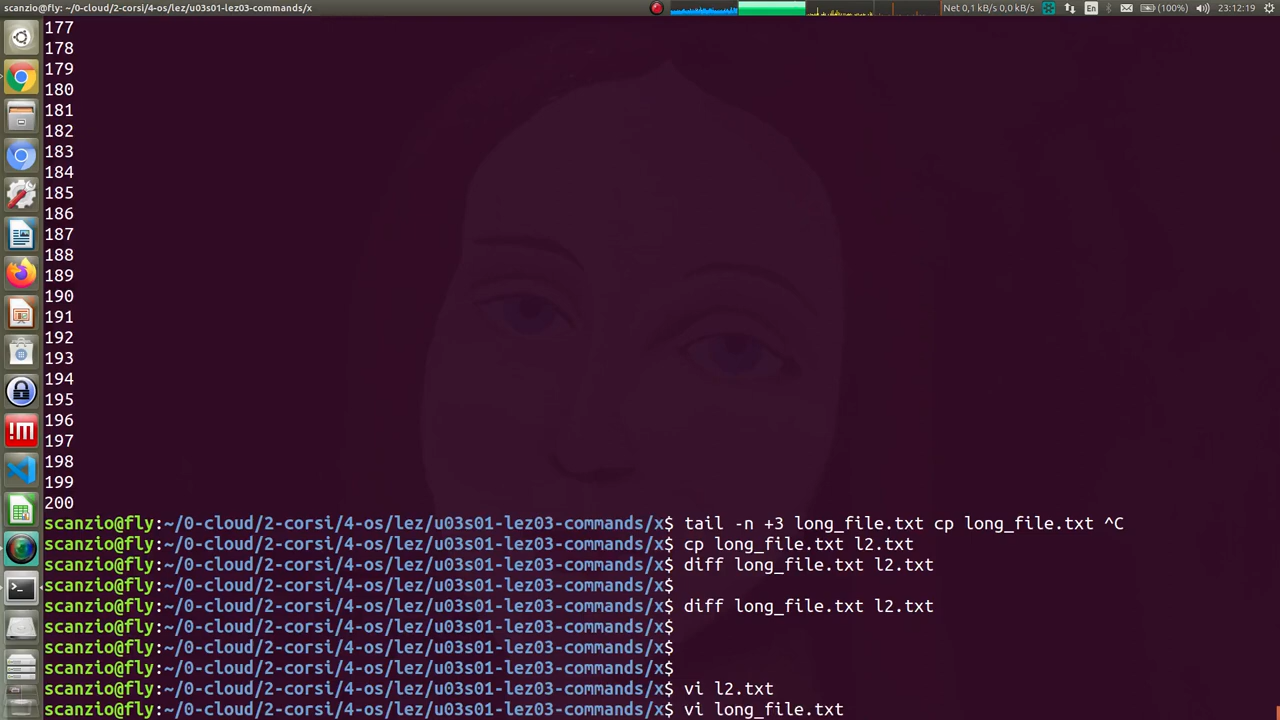 scanzio@fly: ~/0-cloud/2-corsi/4-os/lez/u03s01-lez03-commands/x
Net 0,1 kB/s 0,0 kB/s
En
(100%)
23:12:19
177
178
179
180
181
182
183
184
185
186
187
188
189
190
191
192
193
194
195
196
197
198
199
200
scanzio@fly:~/0-cloud/2-corsi/4-os/lez/u03s01-lez03-commands/x$ tail -n +3 long_file.txt cp long_file.txt ^C
scanzio@fly:~/0-cloud/2-corsi/4-os/lez/u03s01-lez03-commands/x$ cp long_file.txt l2.txt
scanzio@fly:~/0-cloud/2-corsi/4-os/lez/u03s01-lez03-commands/x$ diff long_file.txt l2.txt
scanzio@fly:~/0-cloud/2-corsi/4-os/lez/u03s01-lez03-commands/x$
scanzio@fly:~/0-cloud/2-corsi/4-os/lez/u03s01-lez03-commands/x$ diff long_file.txt l2.txt
scanzio@fly:~/0-cloud/2-corsi/4-os/lez/u03s01-lez03-commands/x$
scanzio@fly:~/0-cloud/2-corsi/4-os/lez/u03s01-lez03-commands/x$
scanzio@fly:~/0-cloud/2-corsi/4-os/lez/u03s01-lez03-commands/x$
scanzio@fly:~/0-cloud/2-corsi/4-os/lez/u03s01-lez03-commands/x$ vi l2.txt
scanzio@fly:~/0-cloud/2-corsi/4-os/lez/u03s01-lez03-commands/x$ vi long_file.txt
!M